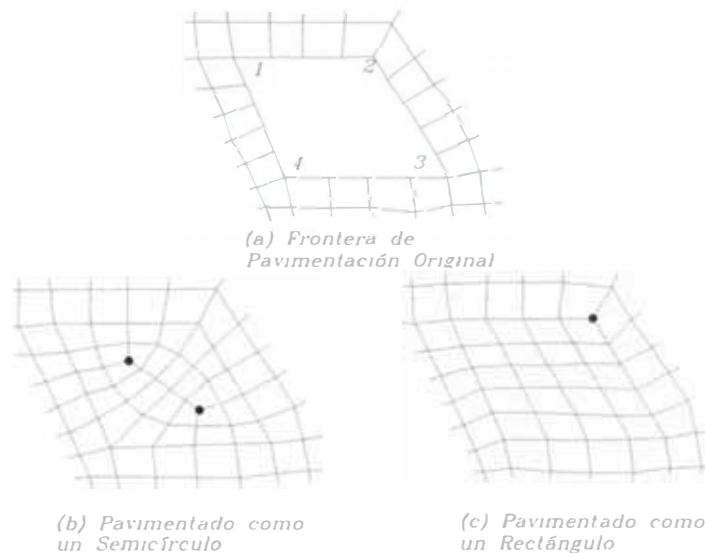 1
2
4
3
(a) Frontera de
Pavimentación Original
(b) Pavimentado como
un Semicírculo
(c) Pavimentado como
un Rectángulo